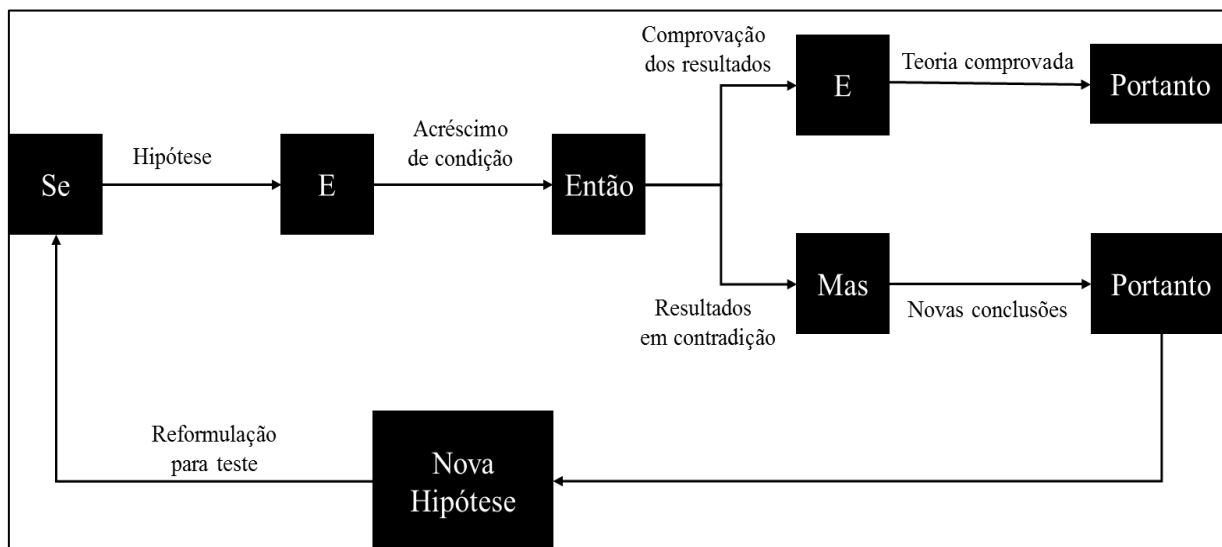 Comprovação
dos resultados
E
Teoria comprovada
Portanto
Se
Hipótese
E
Acréscimo
de condição
Então
Resultados
em contradição
Mas
Novas conclusões
Portanto
Reformulação
para teste
Nova
Hipótese